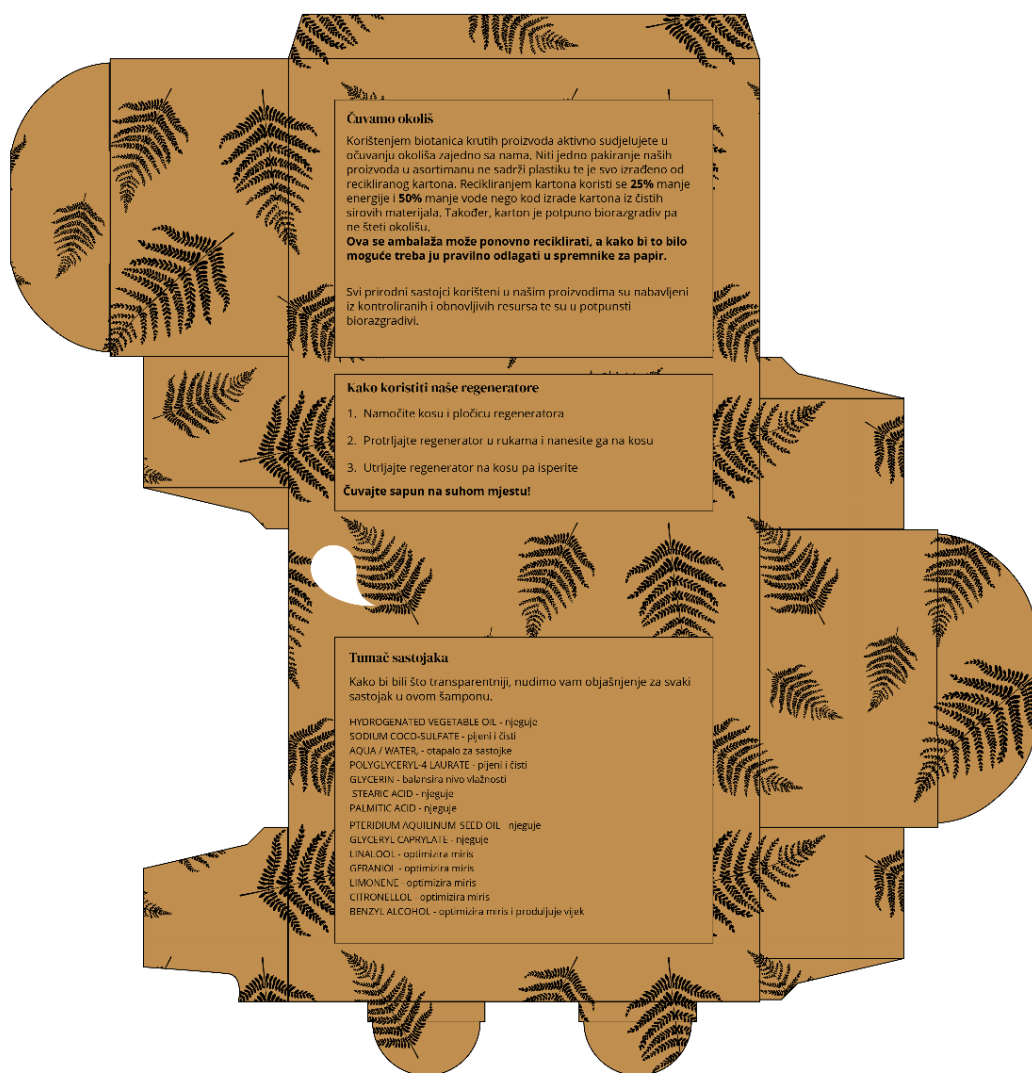 Čuvamo okoliš
Korištenjem biotanica krutih proizvoda aktivno sudjelujete u
očuvanju okoliša zajedno sa nama. Niti jedno pakiranje naših
proizvoda u asortimanu ne sadrži plastiku te je svo izrađeno od
recikliranog kartona. Recikliranjem kartona koristi se 25% manje
energije i 50% manje vode nego kod izrade kartona iz čistih
sirovih materijala. Također, karton je potpuno biorazgradiv pa
ne šteti okolišu.
Ova se ambalaža može ponovno reciklirati, a kako bi to bilo
moguće treba ju pravilno odlagati u spremnike za papir.
Svi prirodni sastojci korišteni u našim proizvodima su nabavljeni
iz kontroliranih i obnovljivih resursa te su u potpunsti
biorazgradivi.
Kako koristiti naše regeneratore
1. Namočite kosu i pločicu regeneratora
2. Protrljajte regenerator u rukama i nanesite ga na kosu
3. Utrljajte regenerator na kosu pa isperite
Čuvajte sapun na suhom mjestu!
Tumač sastojaka
Kako bi bili što transparentniji, nudimo vam objašnjenje za svaki
sastojak u ovom šamponu.
HYDROGENATED VEGETABLE OIL - njeguje
SODIUM COCO-SULFATE - pijeni i čisti
AQUA / WATER, - otapalo za sastojke
POLYGLYCERYL-4 LAURATE - pijeni i čisti
GLYCERIN - balansira nivo vlažnosti
STEARIC ACID - njeguje
PALMITIC ACID - njeguje
PTERIDIUM AQUILINUM SEED OIL njeguje
GLYCERYL CAPRYLATE - njeguje
LINALOOL - optimizira miris
GERANIOL - optimizira miris
LIMONENE - optimizira miris
CITRONELLOL - optimizira miris
BENZYL ALCOHOL - optimizira miris i produljuje vijek